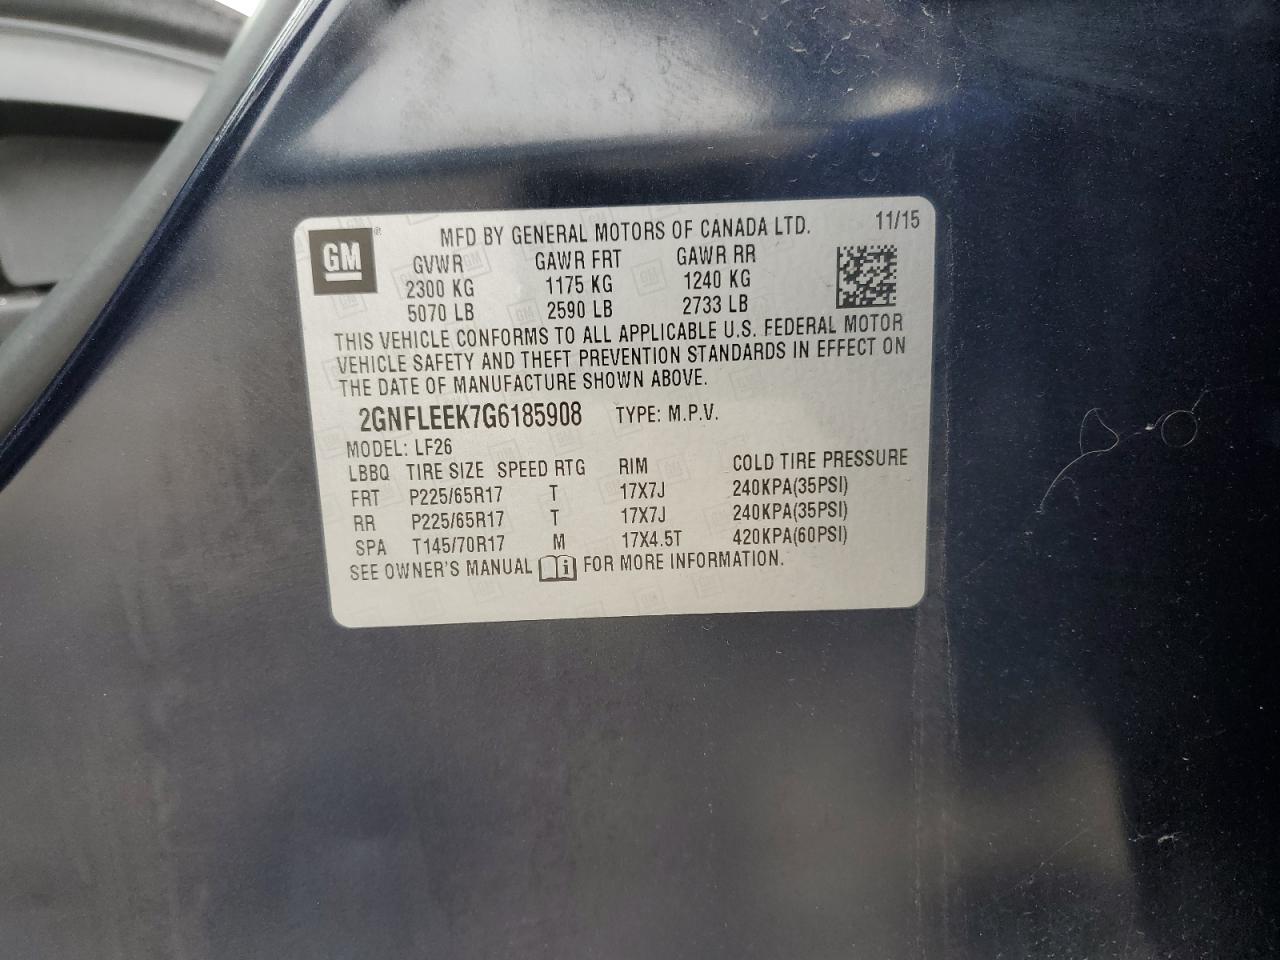 GM ®
MFD BY GENERAL MOTORS OF CANADA LTD. 11/15
GVWR GAWR FRT GAWR RR
2300 KG 1175 KG 1240 KG
5070 LB 2590 LB 2733 LB
THIS VEHICLE CONFORMS TO ALL APPLICABLE U.S. FEDERAL MOTOR
VEHICLE SAFETY AND THEFT PREVENTION STANDARDS IN EFFECT ON
THE DATE OF MANUFACTURE SHOWN ABOVE.
2GNFLEEK7G6185908 TYPE: M.P.V.
MODEL: LF26
LBBQ TIRE SIZE SPEED RTG RIM COLD TIRE PRESSURE
FRT P225/65R17 T 17X7J 240KPA(35PSI)
RR P225/65R17 T 17X7J 240KPA(35PSI)
SPA T145/70R17 M 17X4.5T 420KPA(60PSI)
SEE OWNER'S MANUAL i FOR MORE INFORMATION.